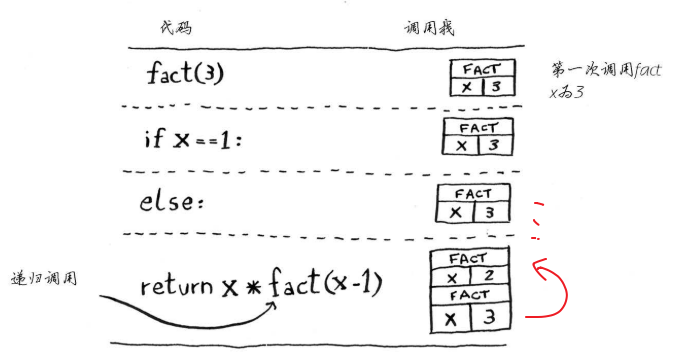 代码
调用栈
fact(3)
FACT
X 3
第一次调用fact
x为3
if x==1:
FACT
X 3
else:
FACT
X 3
递归调用
return x * fact(x-1)
FACT
X 2
FACT
X 3